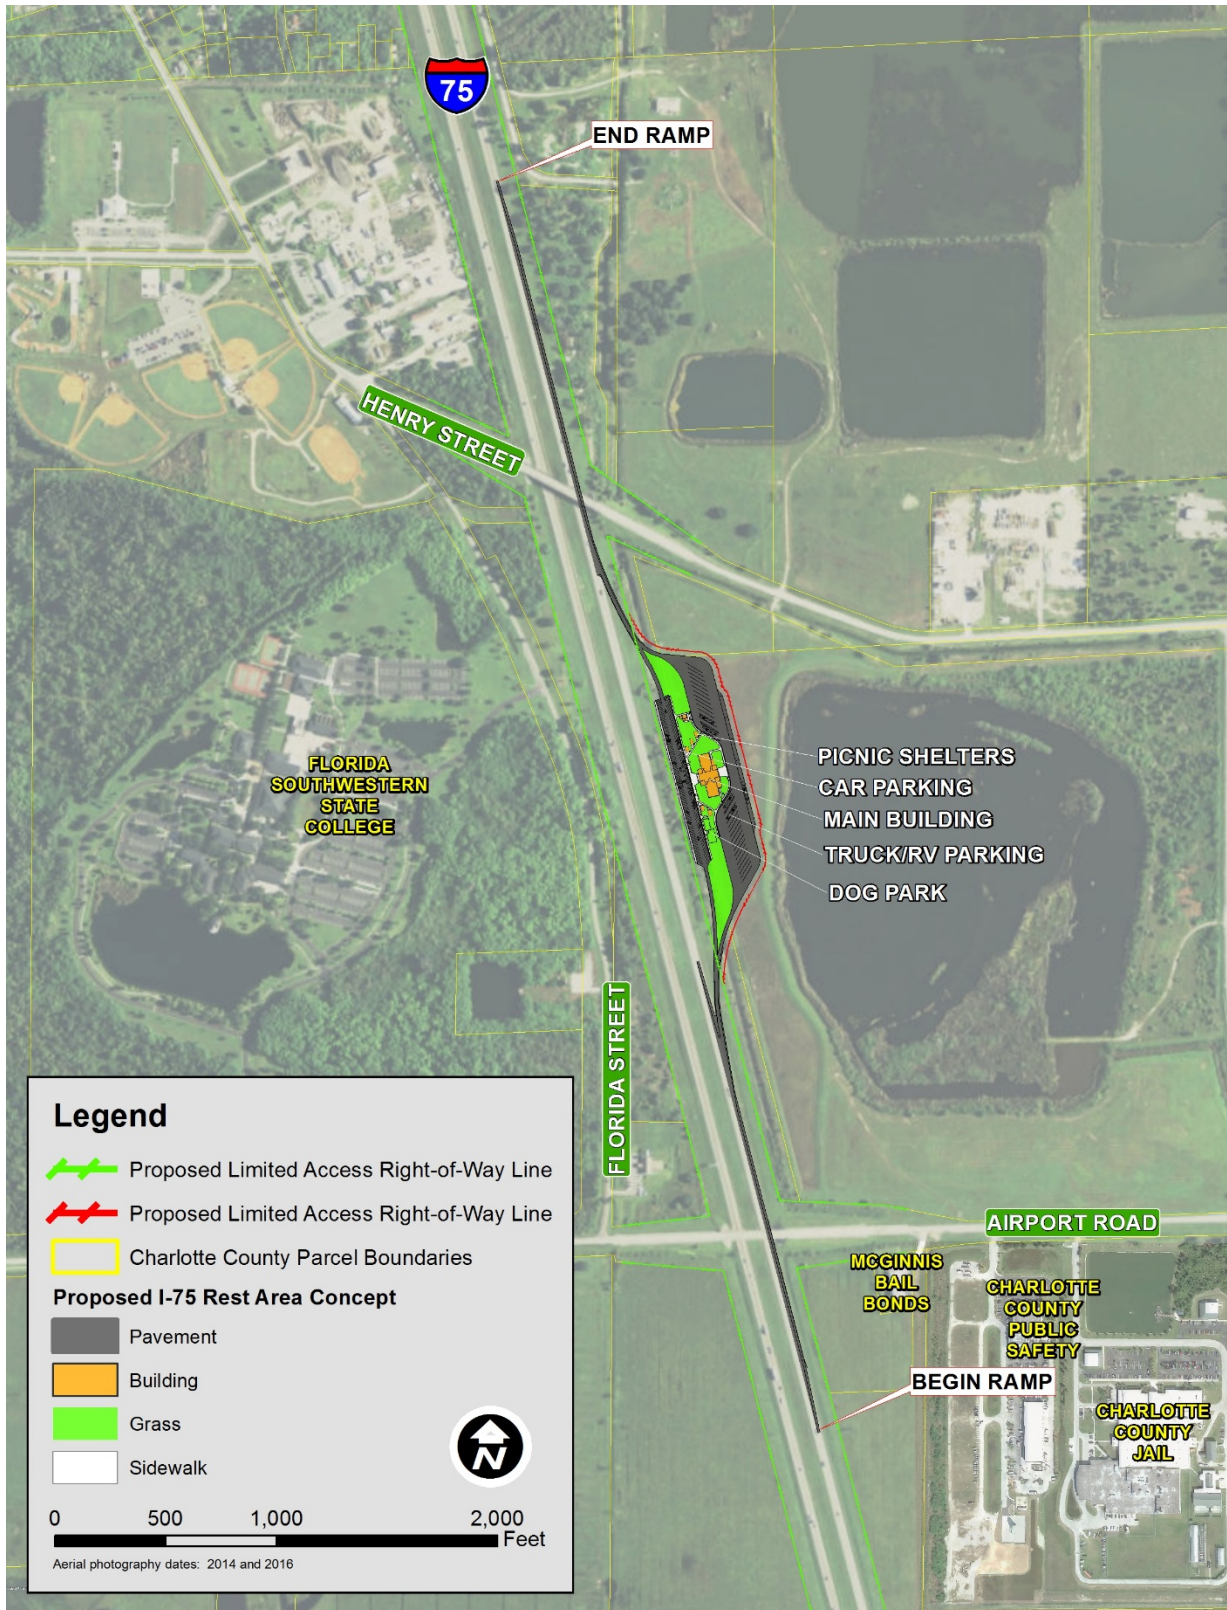 75
END RAMP
HENRY STREET
PICNIC SHELTERS
CAR PARKING
MAIN BUILDING
TRUCK/RV PARKING
DOG PARK
FLORIDA
SOUTHWESTERN
STATE
COLLEGE
FLORIDA STREET
AIRPORT ROAD
MCGINNIS
BAIL
BONDS
CHARLOTTE
COUNTY
PUBLIC
SAFETY
BEGIN RAMP
CHARLOTTE
COUNTY
JAIL
Legend
Proposed Limited Access Right-of-Way Line
Proposed Limited Access Right-of-Way Line
Charlotte County Parcel Boundaries
Proposed I-75 Rest Area Concept
Pavement
Building
Grass
Sidewalk
N
0 500 1,000 2,000
Feet
Aerial photography dates: 2014 and 2016